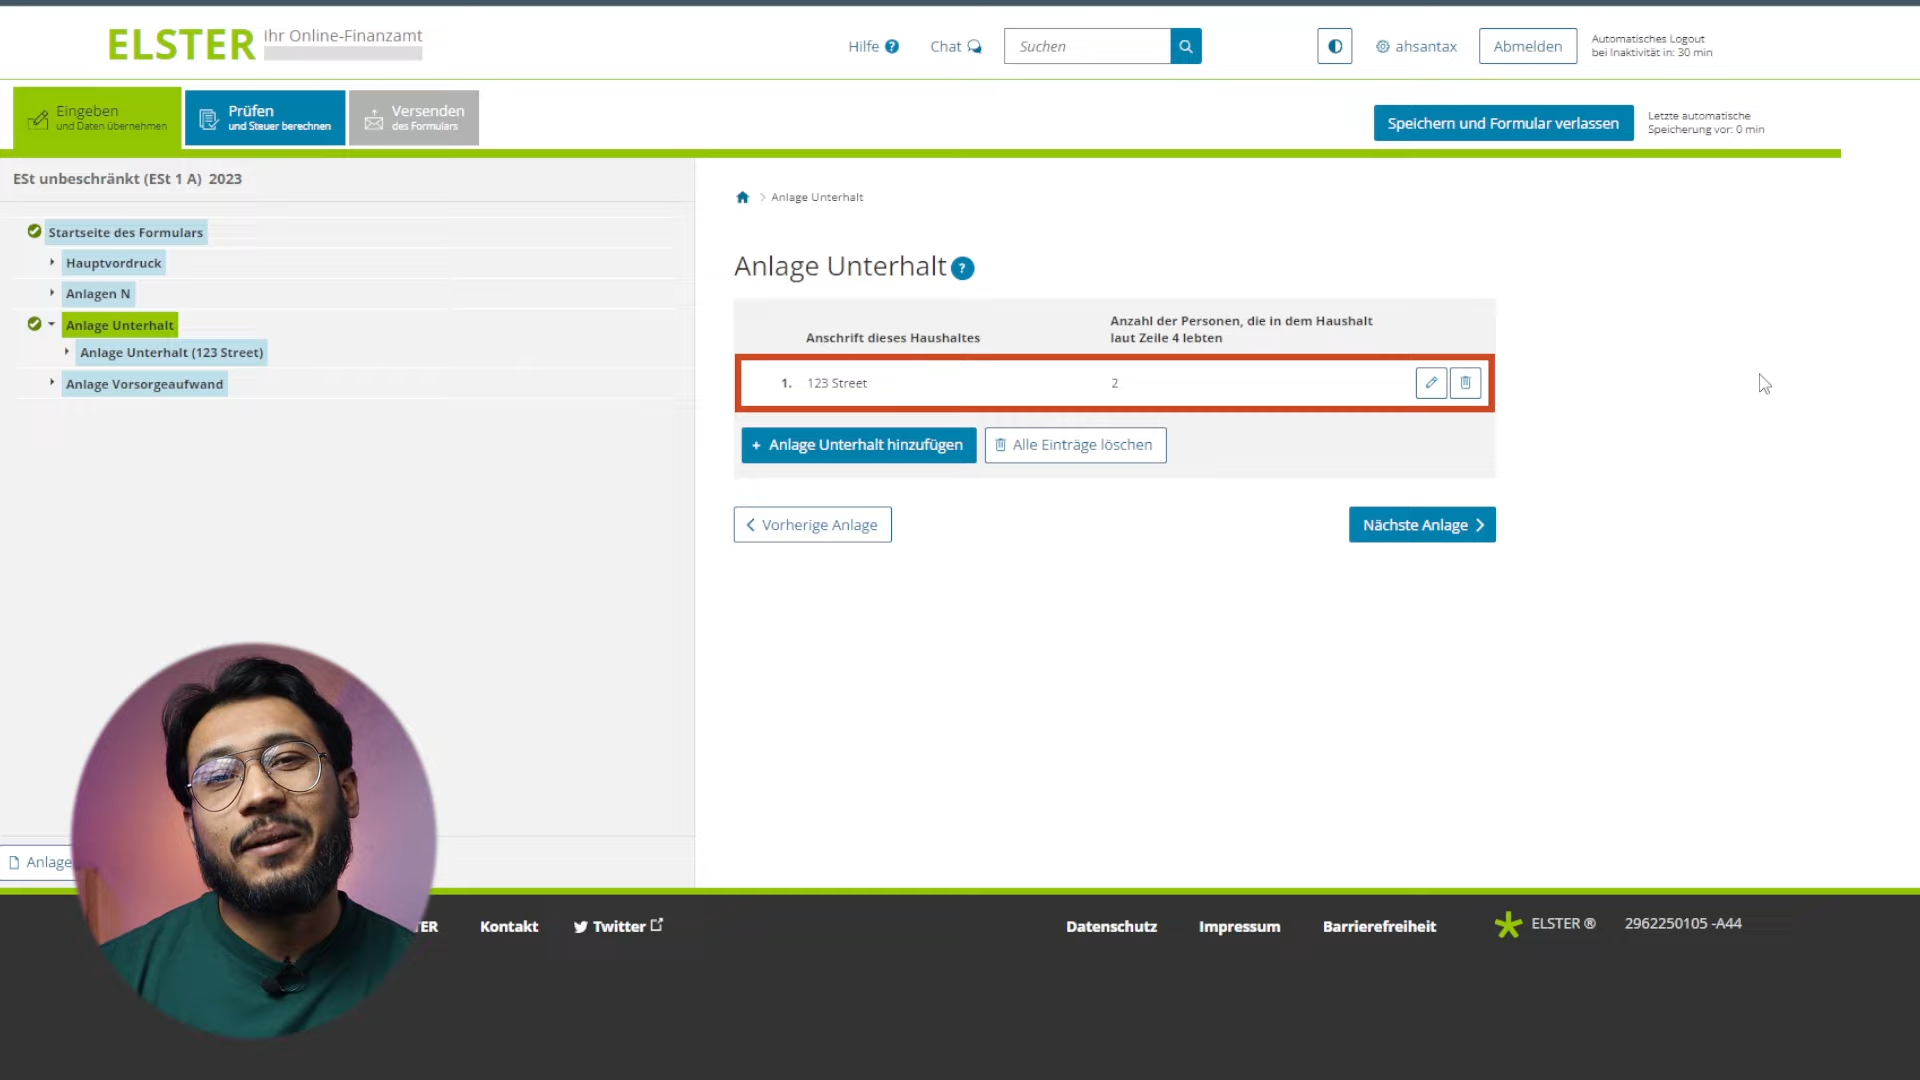 ELSTER Ihr Online-Finanzamt
Hilfe ?
Chat
Suchen
ahsantax
Abmelden
Automatisches Logout
bei Inaktivität in: 30 min
Eingeben
und Daten übernehmen
Prüfen
und Steuer berechnen
Versenden
des Formulars
Speichern und Formular verlassen
Letzte automatische
Speicherung vor: 0 min
ESt unbeschränkt (ESt 1 A) 2023
Startseite des Formulars
Hauptvordruck
Anlagen N
Anlage Unterhalt
Anlage Unterhalt (123 Street)
Anlage Vorsorgeaufwand
Anlage
> Anlage Unterhalt
Anlage Unterhalt ?
Anschrift dieses Haushaltes
Anzahl der Personen, die in dem Haushalt
laut Zeile 4 lebten
1. 123 Street 2
+ Anlage Unterhalt hinzufügen
Alle Einträge löschen
Vorherige Anlage
Nächste Anlage
TER
Kontakt
Twitter
Datenschutz
Impressum
Barrierefreiheit
ELSTER ®
2962250105 -A44